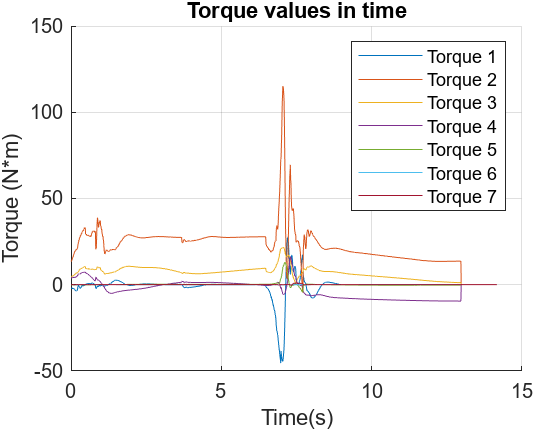 Torque values in time
150
100
50
0
-50
Torque (N*m)
Torque 1
Torque 2
Torque 3
Torque 4
Torque 5
Torque 6
Torque 7
0
5
10
15
Time(s)